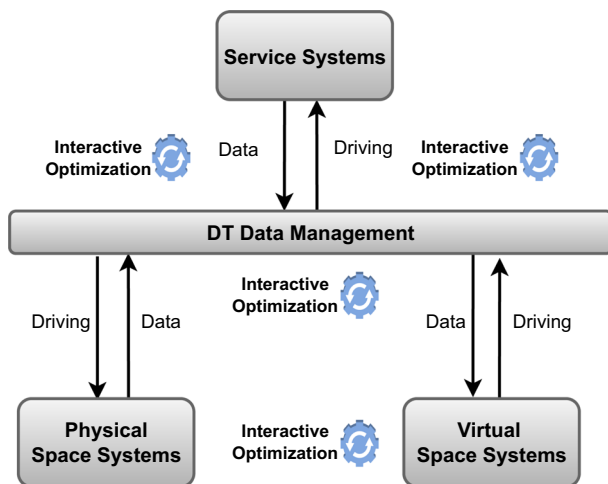 Service Systems
Interactive
Optimization
Data
Driving
Interactive
Optimization
DT Data Management
Interactive
Optimization
Driving
Data
Data
Driving
Physical
Space Systems
Interactive
Optimization
Virtual
Space Systems